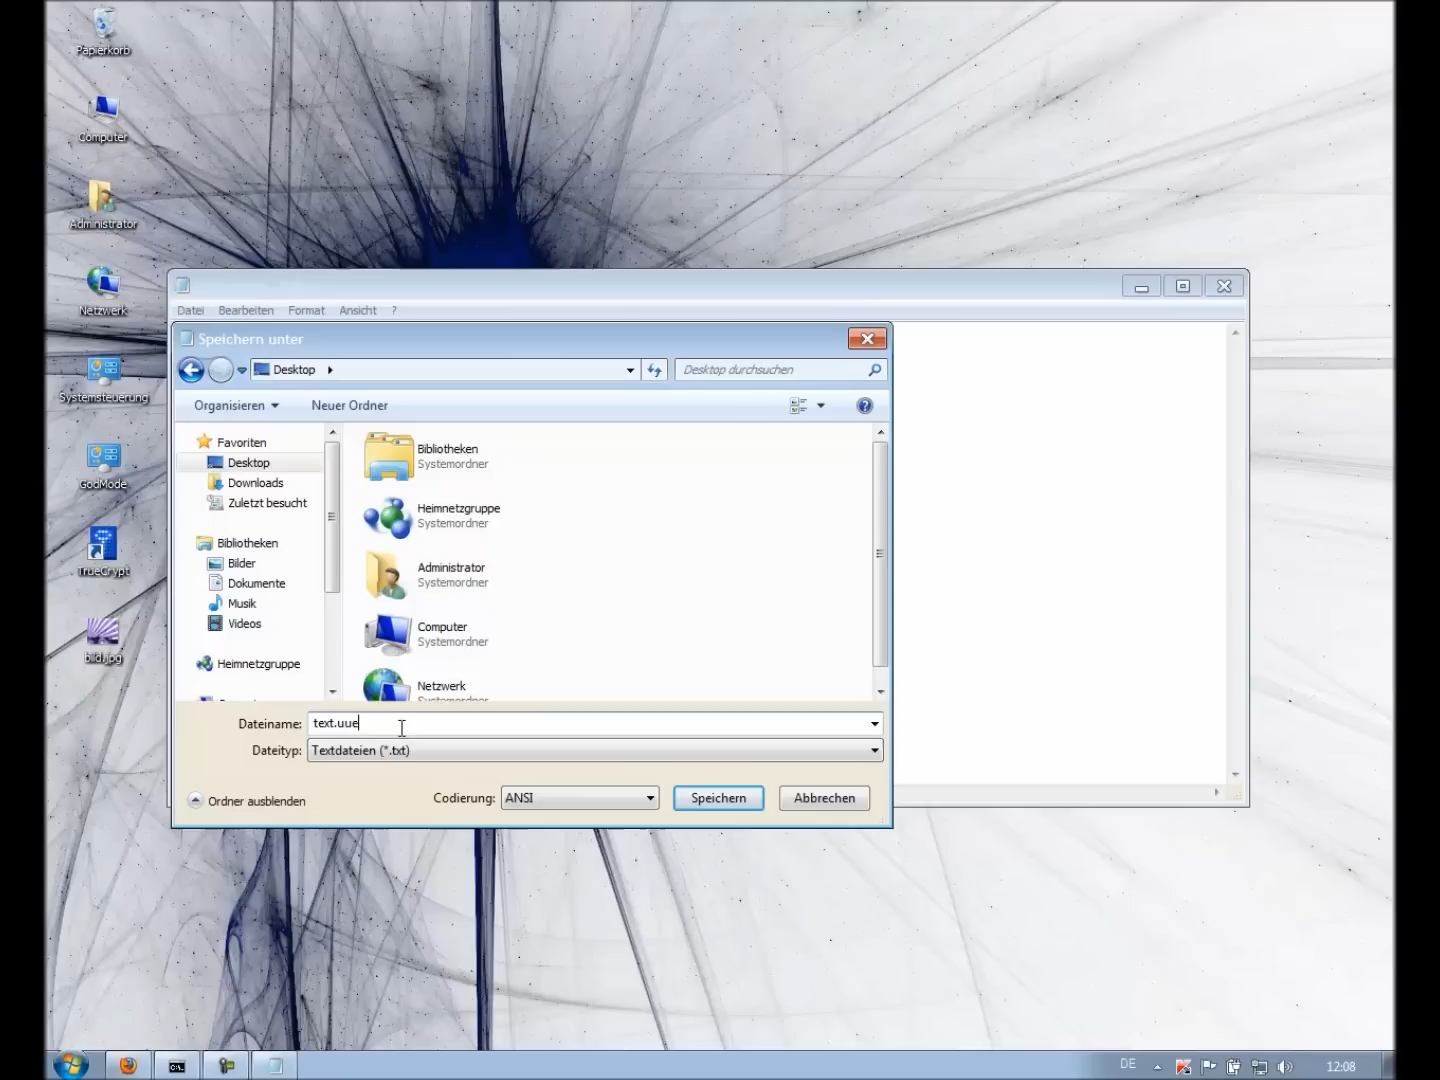 Papierkorb
Computer
Administrator
Netzwerk
Systemsteuerung
GodMode
TrueCrypt
bild.jpg
Datei Bearbeiten Format Ansicht ?
Speichern unter
Desktop
Desktop durchsuchen
Organisieren Neuer Ordner
Favoriten
Desktop
Downloads
Zuletzt besucht
Bibliotheken
Bilder
Dokumente
Musik
Videos
Heimnetzgruppe
Bibliotheken
Systemordner
Heimnetzgruppe
Systemordner
Administrator
Systemordner
Computer
Systemordner
Netzwerk
Systemordner
Dateiname: text.uue
Dateityp: Textdateien (*.txt)
Ordner ausblenden
Codierung: ANSI
Speichern
Abbrechen
DE
12:08